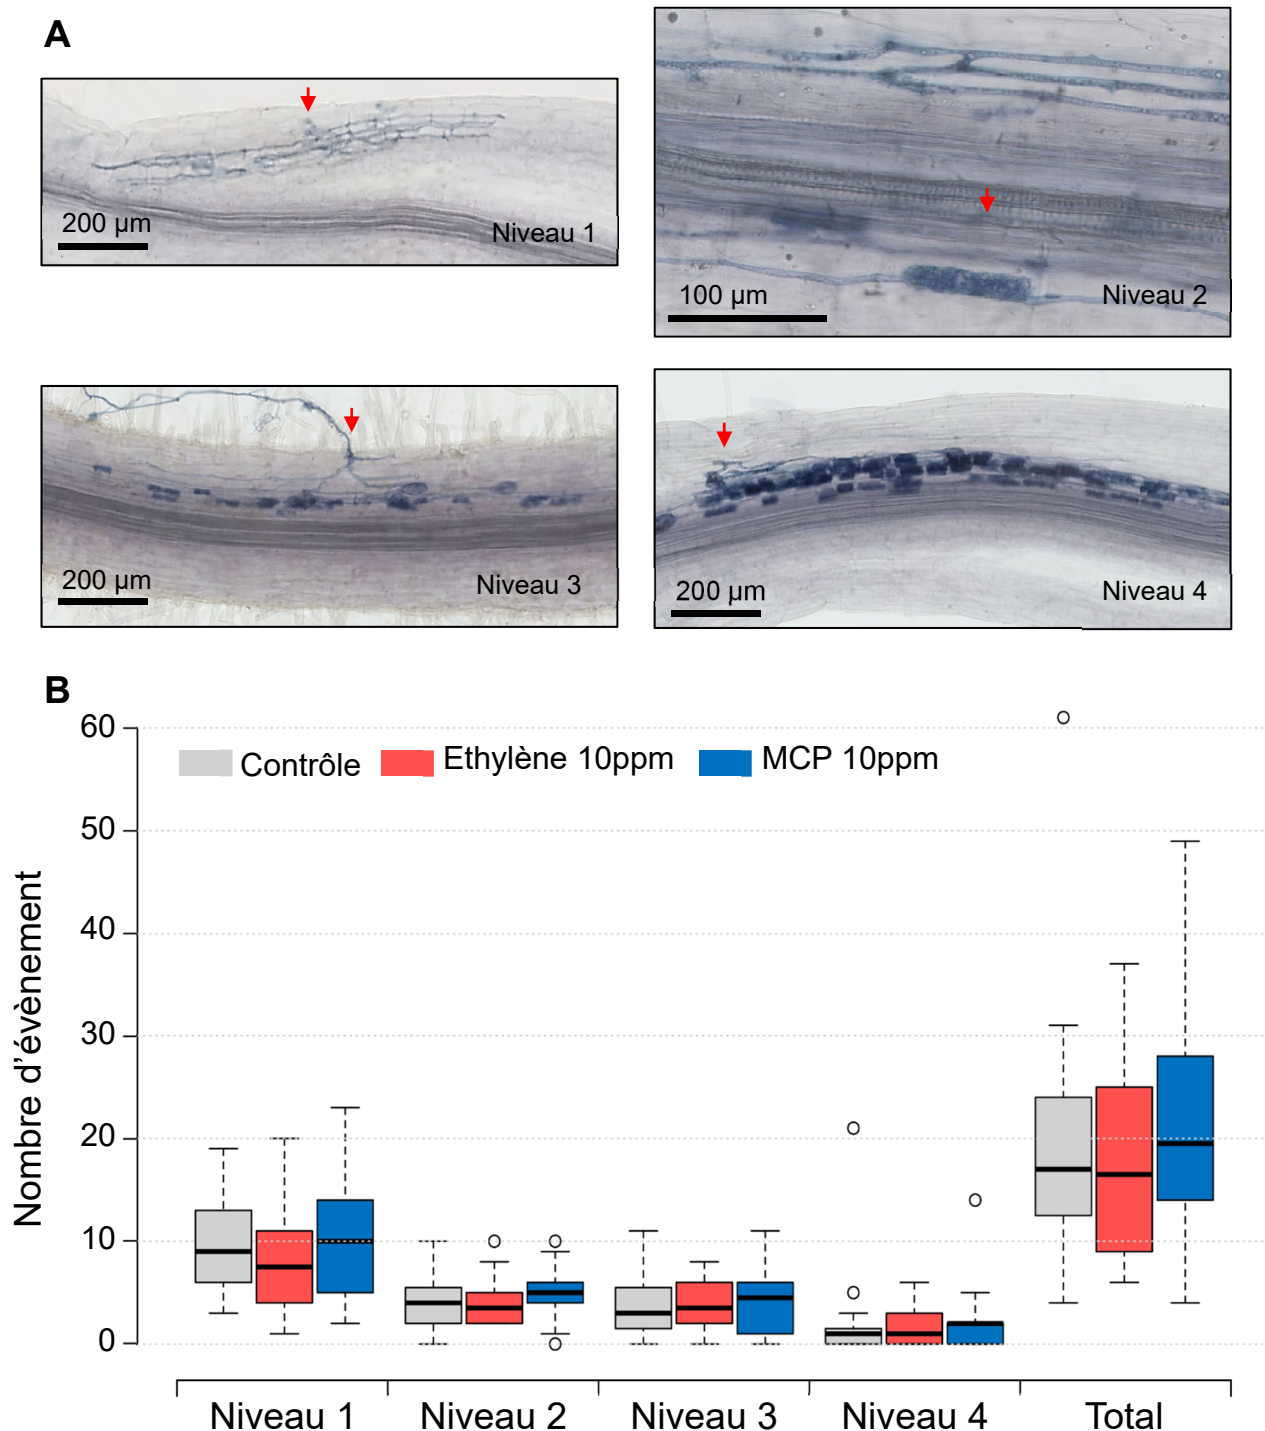 A
200 µm
Niveau 1
100 µm
Niveau 2
200 µm
Niveau 3
200 µm
Niveau 4
B
Nombre d’évènement
60
50
40
30
20
10
0
Contrôle
Ethylène 10ppm
MCP 10ppm
Niveau 1
Niveau 2
Niveau 3
Niveau 4
Total